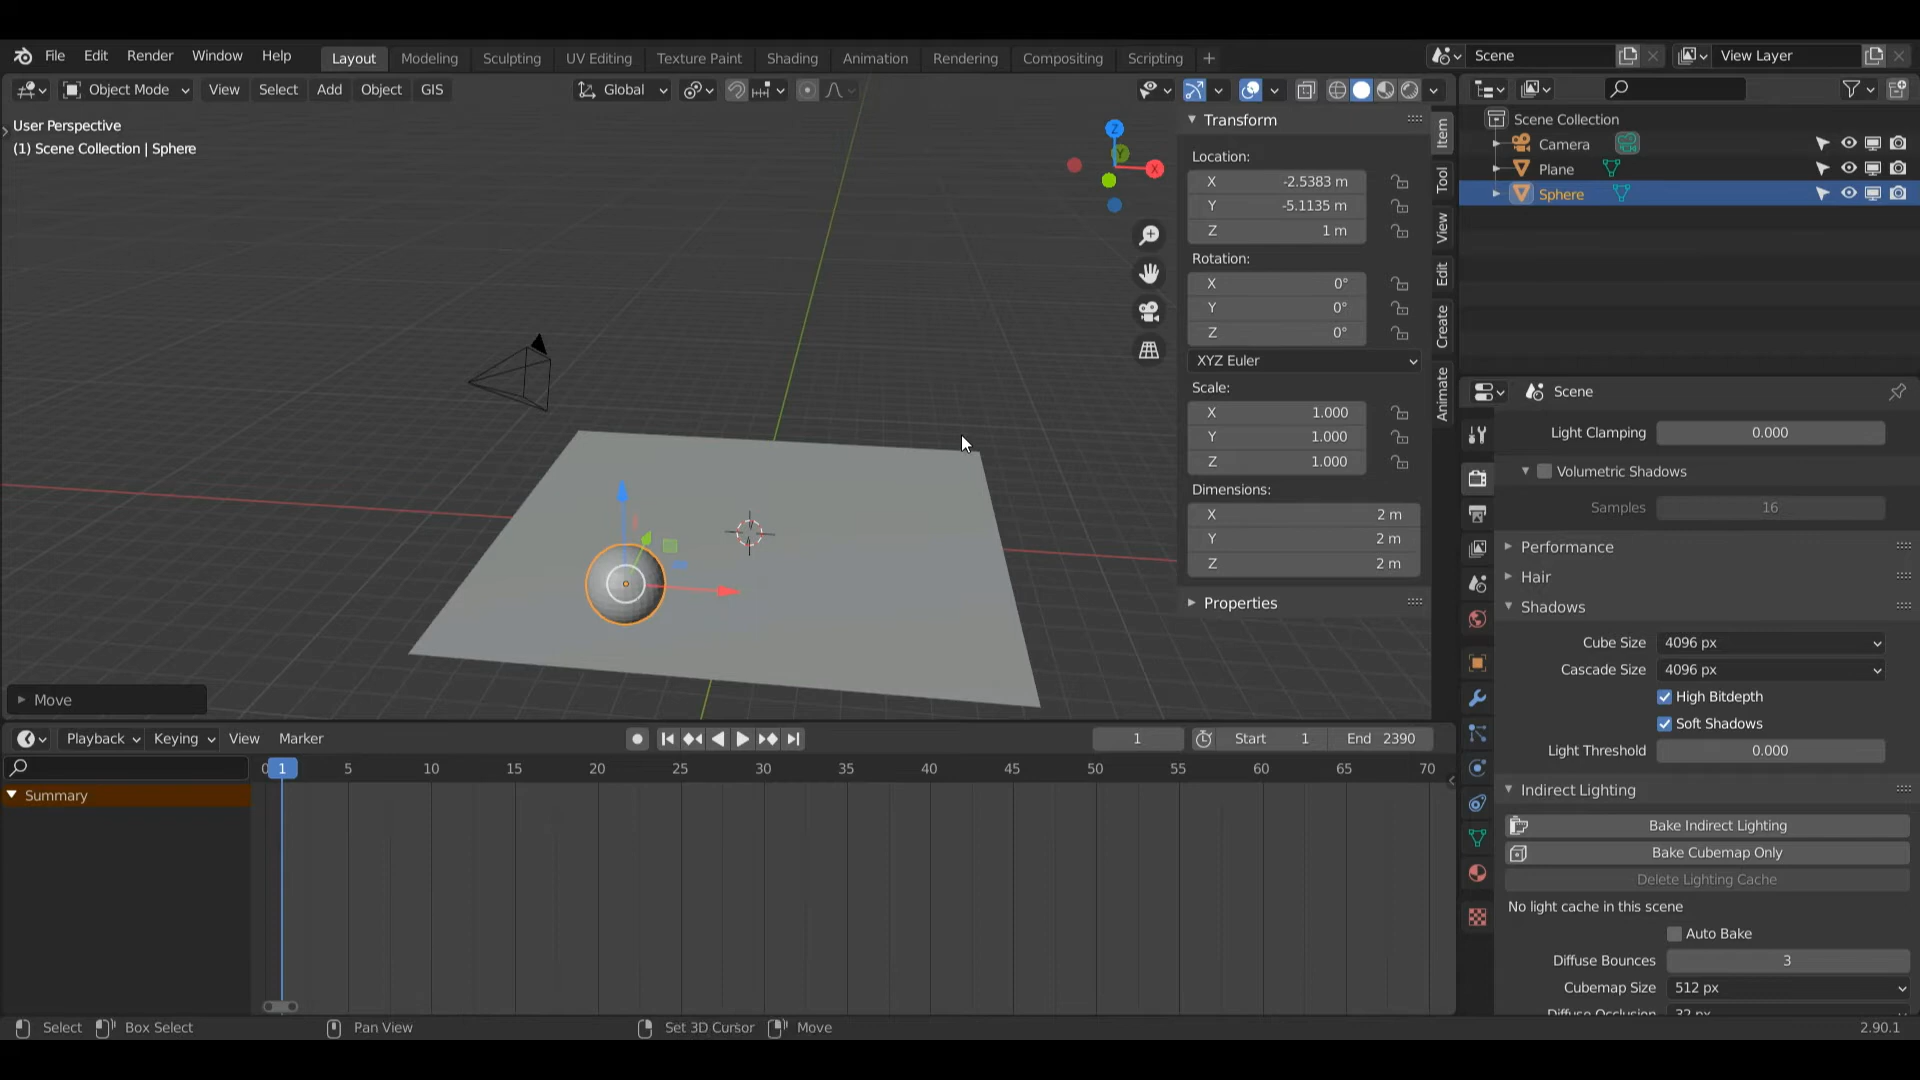 File Edit Render Window Help Layout Modeling Sculpting UV Editing Texture Paint Shading Animation Rendering Compositing Scripting + Scene View Layer
Object Mode View Select Add Object GIS Global
User Perspective
(1) Scene Collection | Sphere
Z
Y
X
Transform
Location:
X -2.5383 m
Y -5.1135 m
Z 1 m
Rotation:
X 0°
Y 0°
Z 0°
XYZ Euler
Scale:
X 1.000
Y 1.000
Z 1.000
Dimensions:
X 2 m
Y 2 m
Z 2 m
Properties
Item
Tool
View
Edit
Create
Animate
Scene Collection
Camera
Plane
Sphere
Scene
Light Clamping 0.000
Volumetric Shadows
Samples 16
Performance
Hair
Shadows
Cube Size 4096 px
Cascade Size 4096 px
High Bitdepth
Soft Shadows
Light Threshold 0.000
Indirect Lighting
Bake Indirect Lighting
Bake Cubemap Only
Delete Lighting Cache
No light cache in this scene
Auto Bake
Diffuse Bounces 3
Cubemap Size 512 px
Diffuse Occlusion 32 px
Move
Playback Keying View Marker 1 Start 1 End 2390
0 1 5 10 15 20 25 30 35 40 45 50 55 60 65 70
Summary
Select Box Select Pan View Set 3D Cursor Move 2.90.1